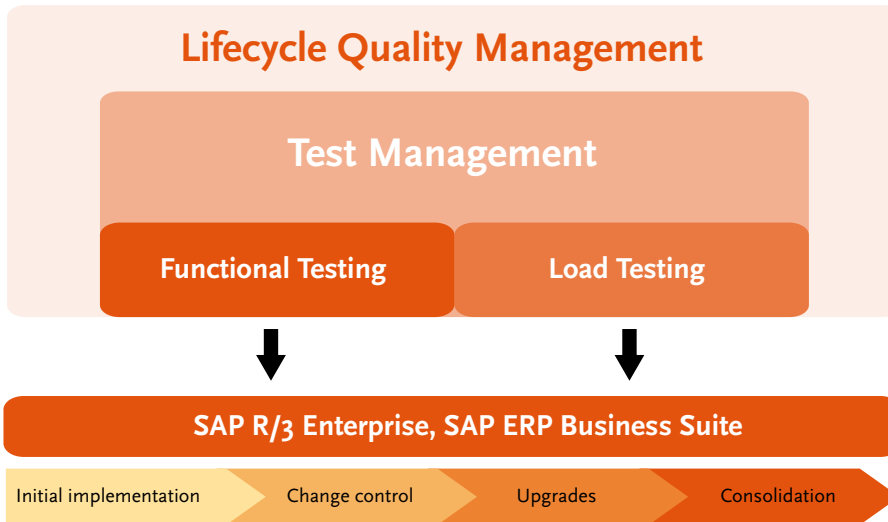 Lifecycle Quality Management
Test Management
Functional Testing
Load Testing
SAP R/3 Enterprise, SAP ERP Business Suite
Initial implementation
Change control
Upgrades
Consolidation